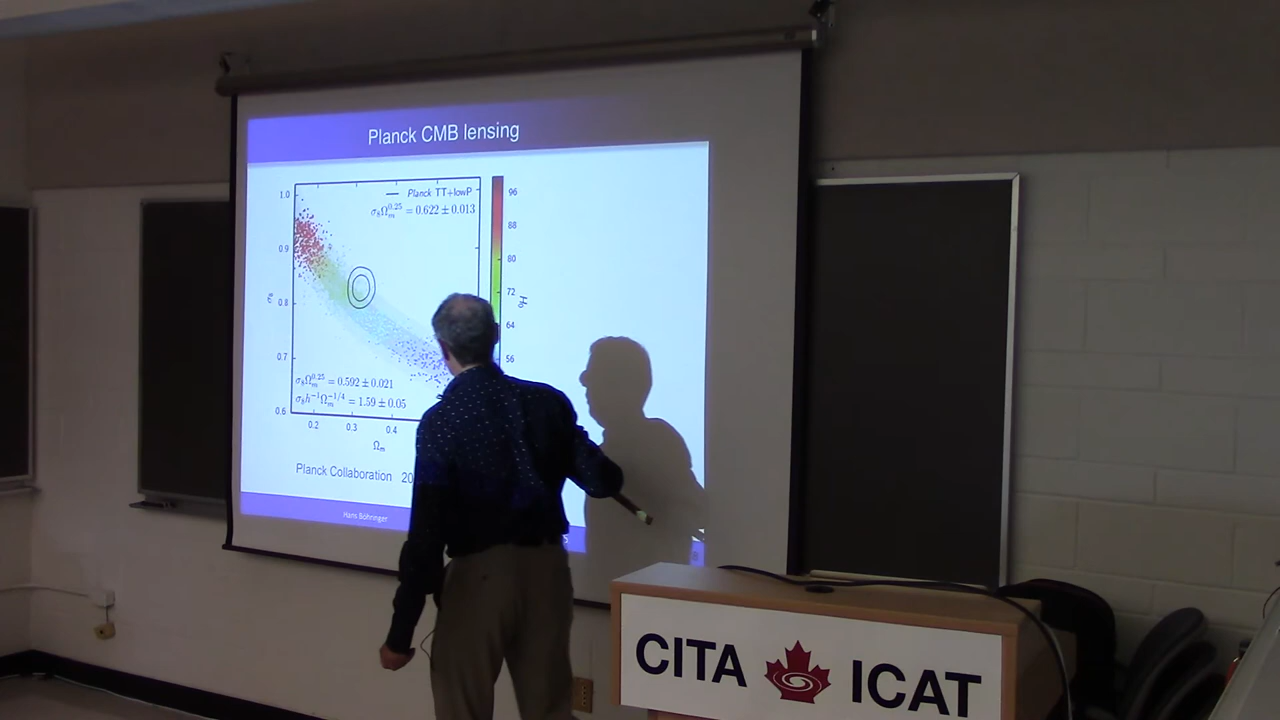 Planck CMB lensing
Planck TT+lowP
σ₈Ωₘ^0.25 = 0.622 ± 0.013
1.0
0.9
0.8
0.7
0.6
σ₈
σ₈Ωₘ^0.25 = 0.592 ± 0.021
σ₈h⁻¹Ωₘ^−1/4 = 1.59 ± 0.05
0.2 0.3 0.4
Ωₘ
96
88
80
72
64
56
H₀
Planck Collaboration 20
Hans Böhringer
8
CITA ICAT